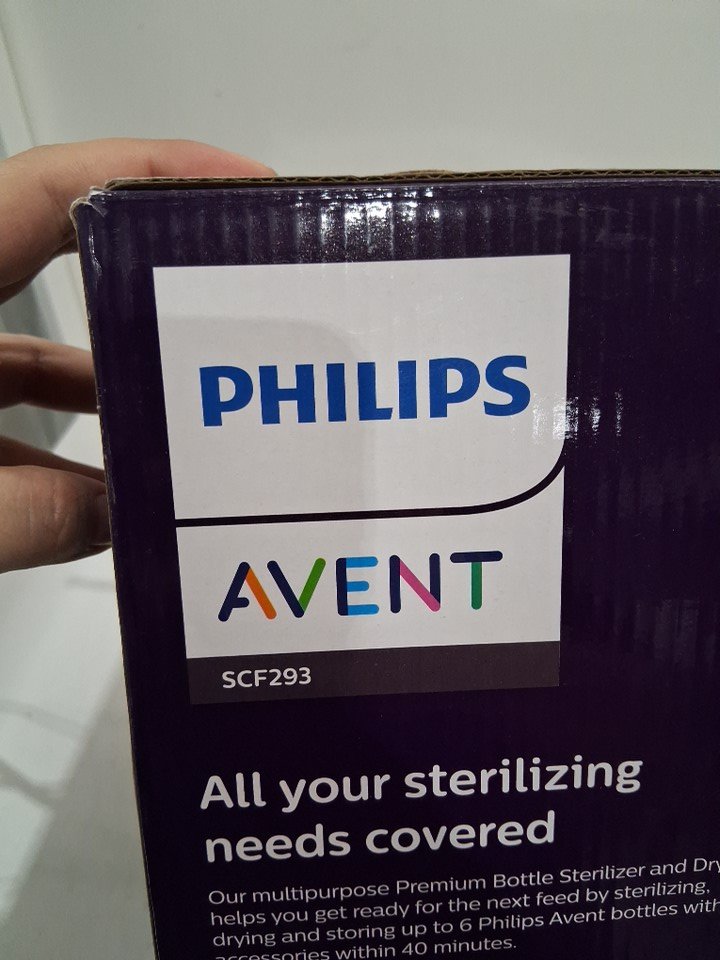 PHILIPS
AVENT
SCF293
All your sterilizing
needs covered
Our multipurpose Premium Bottle Sterilizer and
helps you get ready for the next feed by sterilizing,
drying and storing up to 6 Philips Avent bottles with
accessories within 40 minutes.